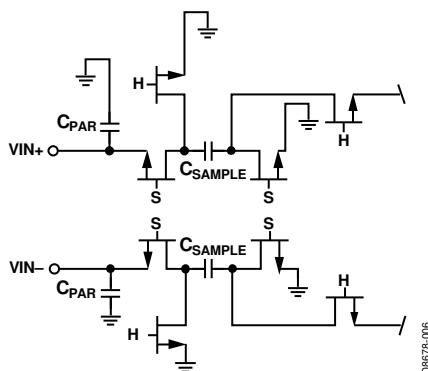 H
C_PAR
VIN+
C_SAMPLE
H
S
S
S
S
C_SAMPLE
VIN–
C_PAR
H
H
08678-006